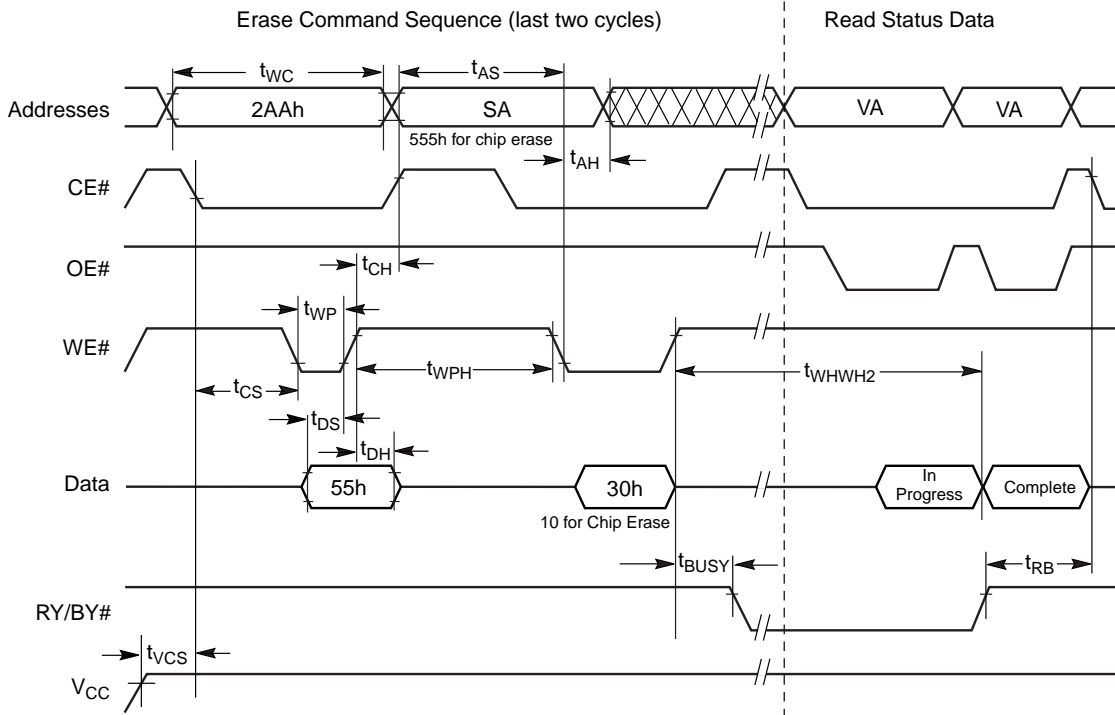 Erase Command Sequence (last two cycles)
Read Status Data
tWC
tAS
Addresses
2AAh
SA
VA
VA
555h for chip erase
tAH
CE#
tCH
OE#
tWP
WE#
tWPH
tWHWH2
tCS
tDS
tDH
Data
55h
30h
In
Progress
Complete
10 for Chip Erase
tBUSY
tRB
RY/BY#
tVCS
VCC